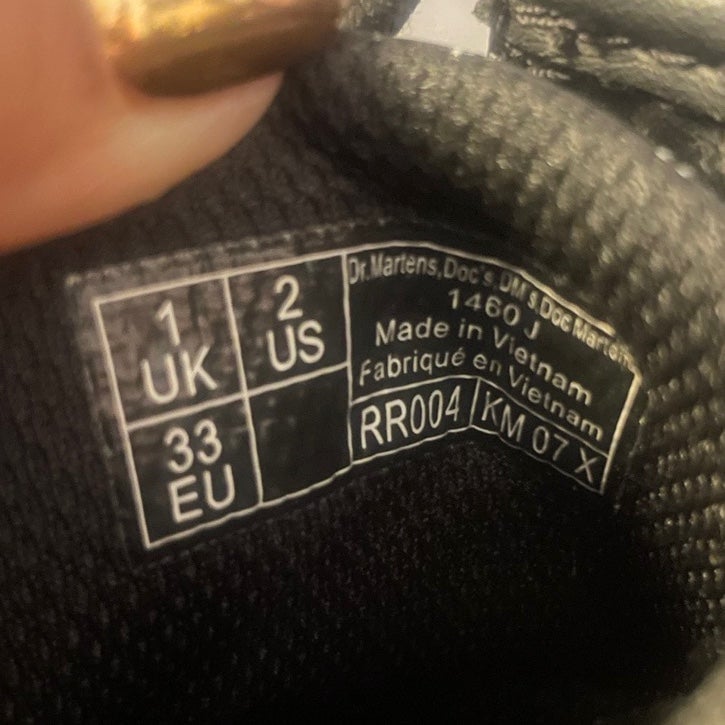 1
UK
2
US
33
EU
Dr.Martens,Doc's,DM's,Doc Martens
1460 J
Made in Vietnam
Fabriqué en Vietnam
RR004
KM 07 X